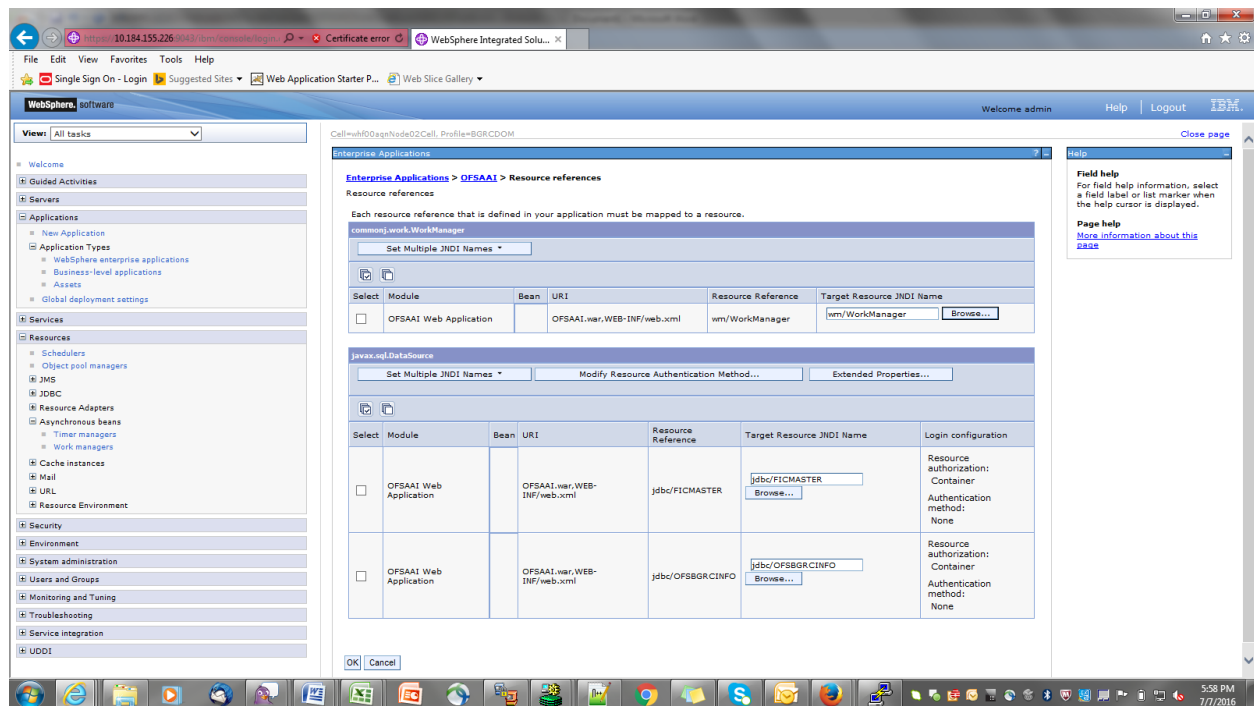 https://10.184.155.226:9043/ibm/console/login.
Certificate error
WebSphere Integrated Solu...
File Edit View Favorites Tools Help
Single Sign On - Login
Suggested Sites
Web Application Starter P...
Web Slice Gallery
WebSphere. software
Welcome admin
Help
Logout
IBM.
View: All tasks
Welcome
Guided Activities
Servers
Applications
New Application
Application Types
WebSphere enterprise applications
Business-level applications
Assets
Global deployment settings
Services
Resources
Schedulers
Object pool managers
JMS
JDBC
Resource Adapters
Asynchronous beans
Timer managers
Work managers
Cache instances
Mail
URL
Resource Environment
Security
Environment
System administration
Users and Groups
Monitoring and Tuning
Troubleshooting
Service integration
UDDI
Cell=whf00aqnNode02Cell, Profile=BGRCDOM
Close page
Enterprise Applications
? -
Enterprise Applications > OFSAAI > Resource references
Resource references
Each resource reference that is defined in your application must be mapped to a resource.
commonj.work.WorkManager
Set Multiple JNDI Names
Select Module Bean URI Resource Reference Target Resource JNDI Name
OFSAAI Web Application OFSAAI.war,WEB-INF/web.xml wm/WorkManager wm/WorkManager Browse...
javax.sql.DataSource
Set Multiple JNDI Names Modify Resource Authentication Method... Extended Properties...
Select Module Bean URI Resource Reference Target Resource JNDI Name Login configuration
OFSAAI Web Application
OFSAAI.war,WEB-INF/web.xml
jdbc/FICMASTER
jdbc/FICMASTER
Browse...
Resource authorization:
Container
Authentication method:
None
OFSAAI Web Application
OFSAAI.war,WEB-INF/web.xml
jdbc/OFSBGRCINFO
jdbc/OFSBGRCINFO
Browse...
Resource authorization:
Container
Authentication method:
None
OK Cancel
Help
Field help
For field help information, select
a field label or list marker when
the help cursor is displayed.
Page help
More information about this
page
5:58 PM
7/7/2016